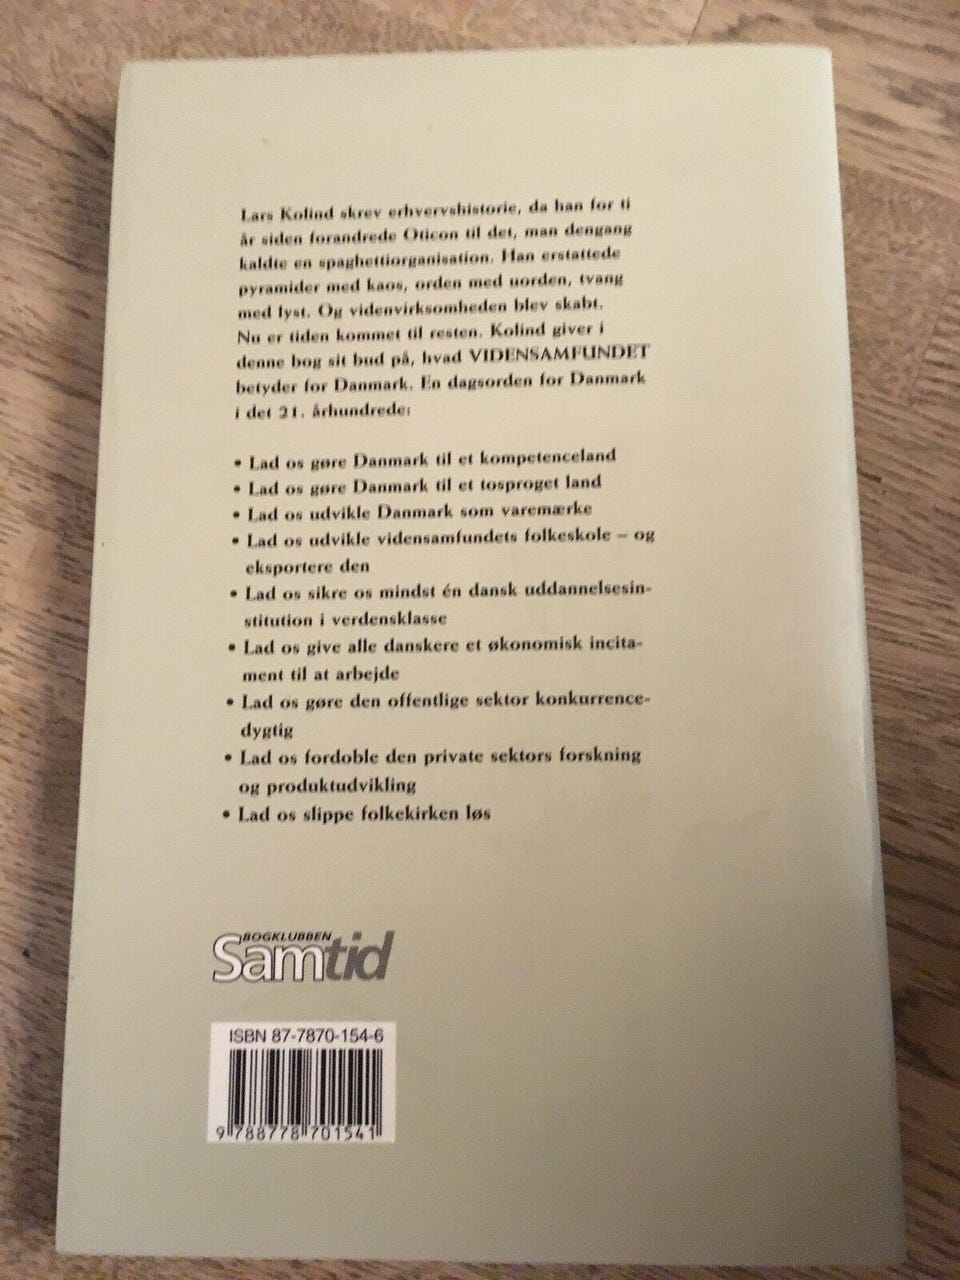 Lars Kolind skrev erhvervshistorie, da han for ti
år siden forandrede Oticon til det, man dengang
kaldte en spaghettiorganisation. Han erstattede
pyramider med kaos, orden med uorden, tvang
med lyst. Og videnvirksomheden blev skabt.
Nu er tiden kommet til resten. Kolind giver i
denne bog sit bud på, hvad VIDENSAMFUNDET
betyder for Danmark. En dagsorden for Danmark
i det 21. århundrede:
• Lad os gøre Danmark til et kompetenceland
• Lad os gøre Danmark til et tosproget land
• Lad os udvikle Danmark som varemærke
• Lad os udvikle vidensamfundets folkeskole – og
eksportere den
• Lad os sikre os mindst én dansk uddannelsesin-
stitution i verdensklasse
• Lad os give alle danskere et økonomisk incita-
ment til at arbejde
• Lad os gøre den offentlige sektor konkurrence-
dygtig
• Lad os fordoble den private sektors forskning
og produktudvikling
• Lad os slippe folkekirken løs
BOGKLUBBEN
Samtid
ISBN 87-7870-154-6
9 788778 701541